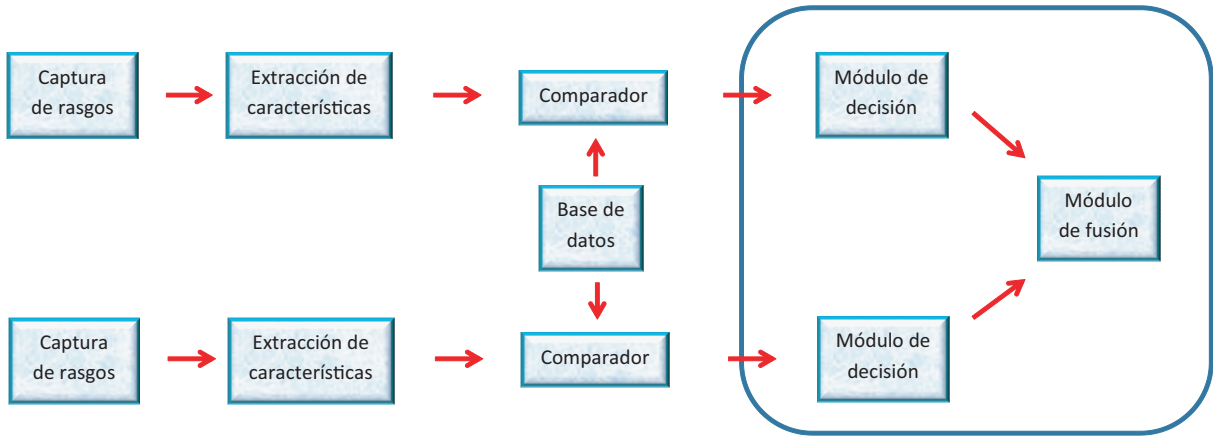 Captura
de rasgos
Extracción de
características
Comparador
Módulo de
decisión
Base de
datos
Módulo
de fusión
Captura
de rasgos
Extracción de
características
Comparador
Módulo de
decisión